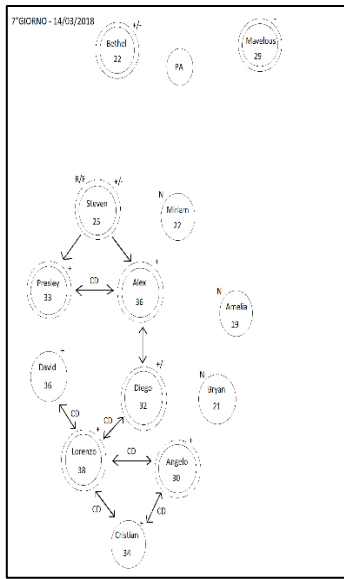 7°GIORNO - 14/03/2018
+/-
Bethel
22
PA
-
Mavelous
29
R/F
+/-
Steven
25
N
Miriam
22
+
Presley
33
CD
+
Alex
36
N
Amelia
19
+
David
36
+/
Diego
32
N
Bryan
21
CD
CD
+
Lorenzo
38
CD
+
Angelo
30
CD
CD
+
Cristian
34